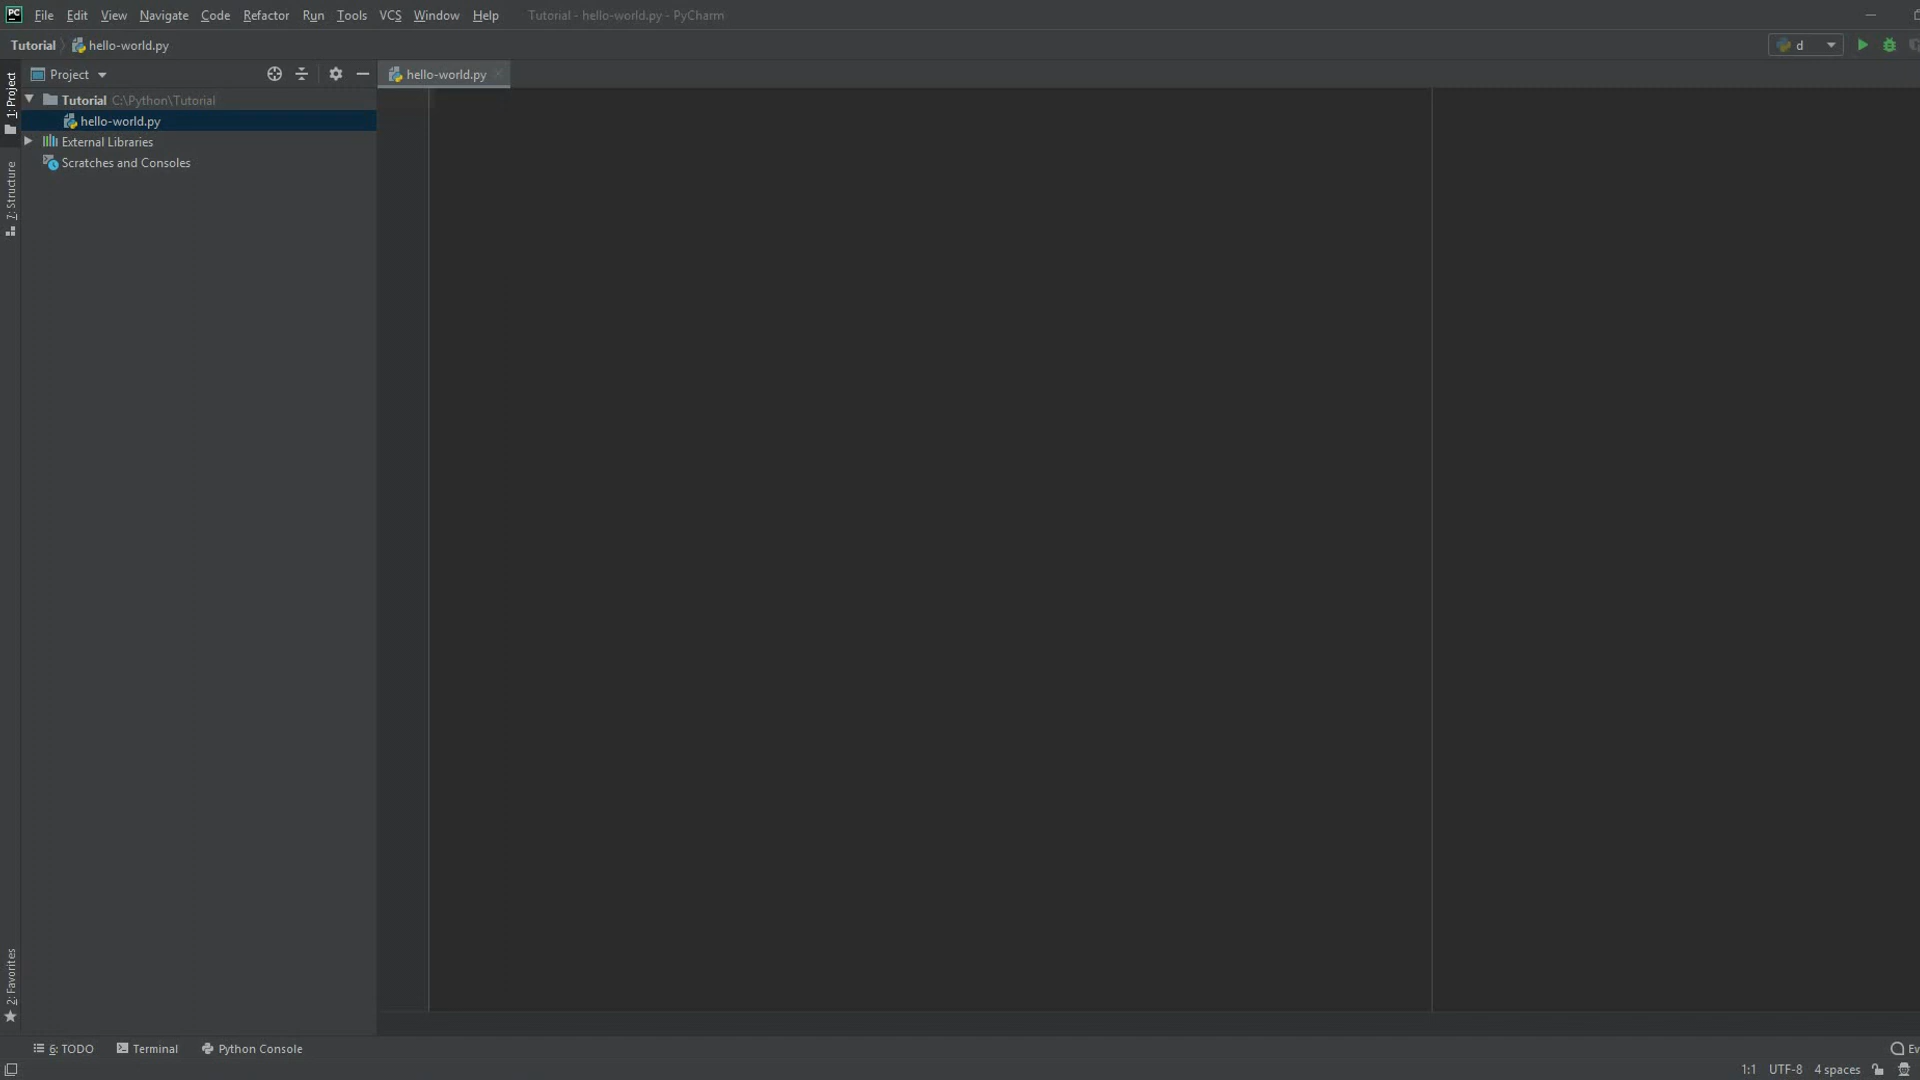 PC File Edit View Navigate Code Refactor Run Tools VCS Window Help Tutorial - hello-world.py - PyCharm
Tutorial hello-world.py d
1: Project
Project hello-world.py
Tutorial C:\Python\Tutorial
hello-world.py
External Libraries
Scratches and Consoles
7: Structure
2: Favorites
6: TODO Terminal Python Console Ev
1:1 UTF-8 4 spaces